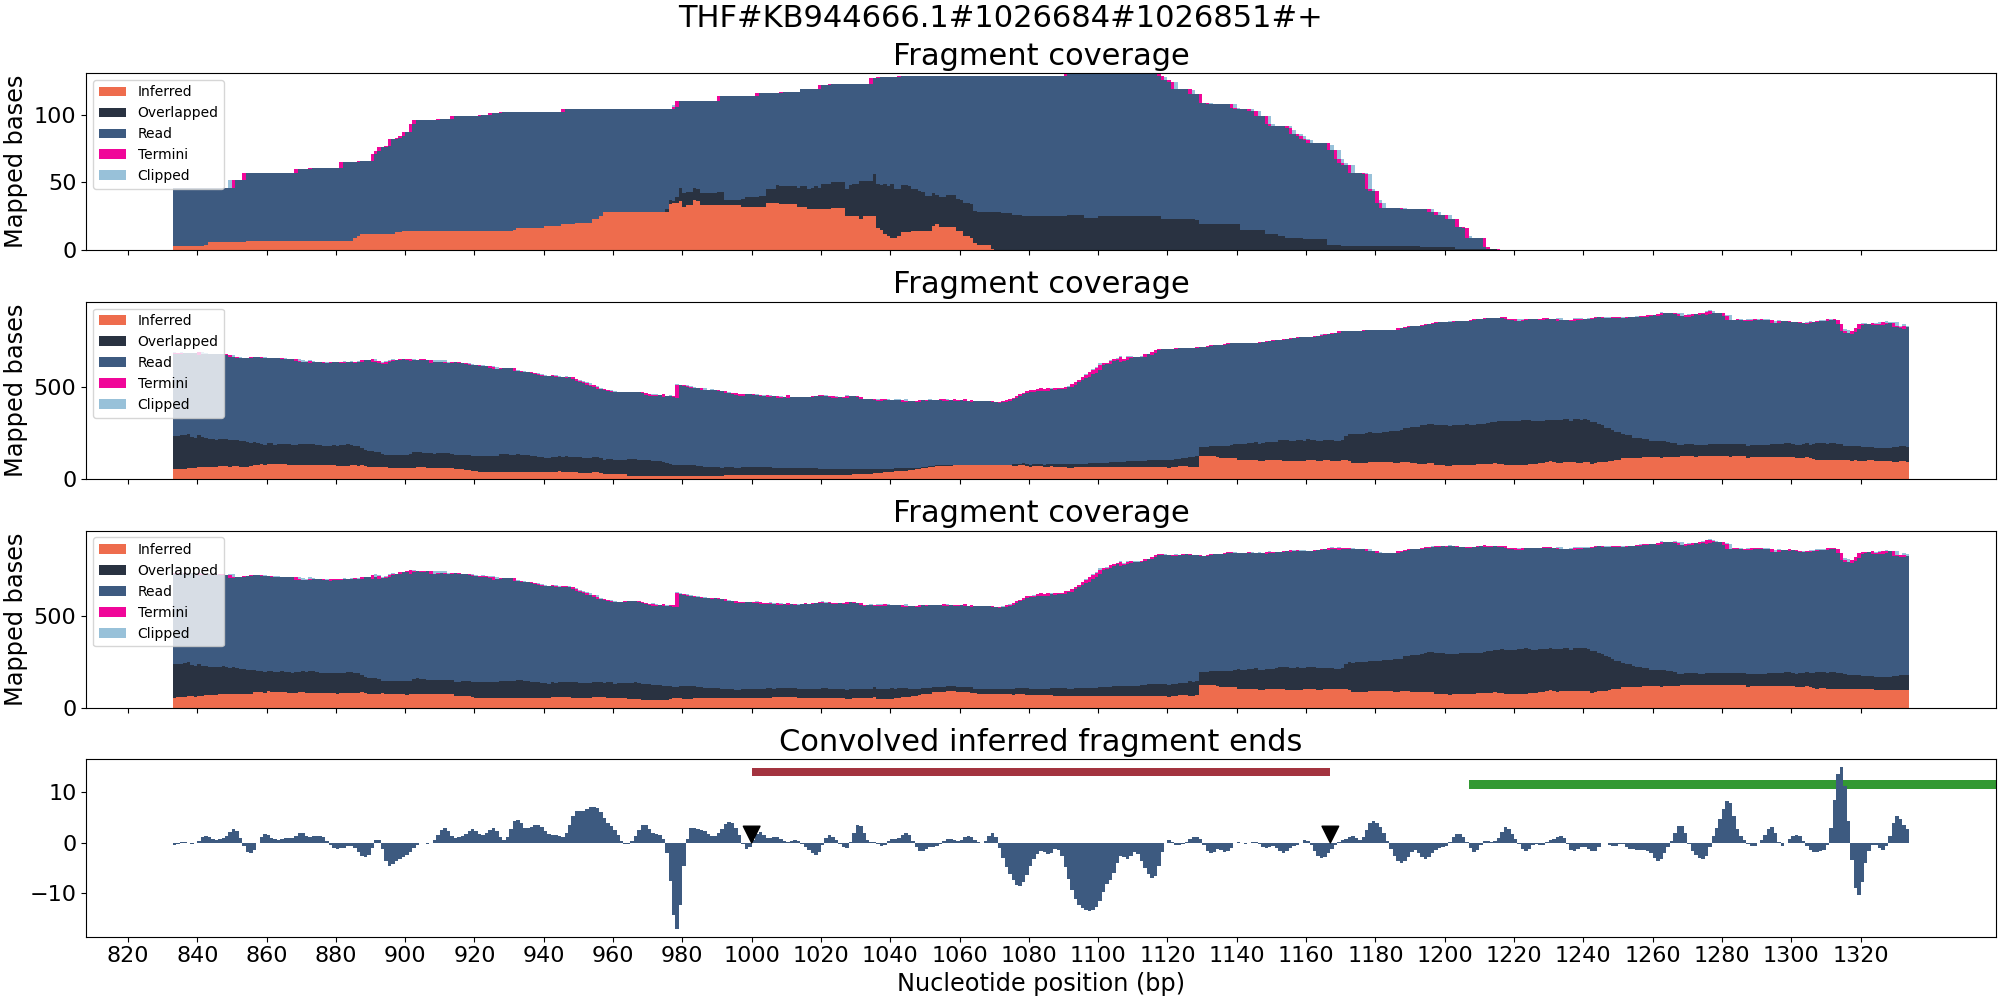 THF#KB944666.1#1026684#1026851#+
Fragment coverage
Mapped bases
100
50
0
Inferred
Overlapped
Read
Termini
Clipped
Fragment coverage
Mapped bases
500
0
Inferred
Overlapped
Read
Termini
Clipped
Fragment coverage
Mapped bases
500
0
Inferred
Overlapped
Read
Termini
Clipped
Convolved inferred fragment ends
10
0
−10
820 840 860 880 900 920 940 960 980 1000 1020 1040 1060 1080 1100 1120 1140 1160 1180 1200 1220 1240 1260 1280 1300 1320
Nucleotide position (bp)